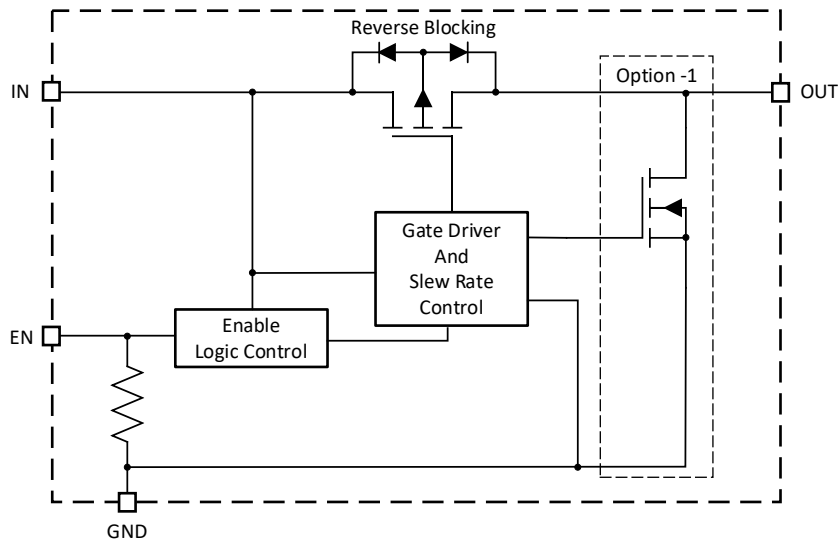 Reverse Blocking
Option -1
IN
OUT
Gate Driver
And
Slew Rate
Control
EN
Enable
Logic Control
GND